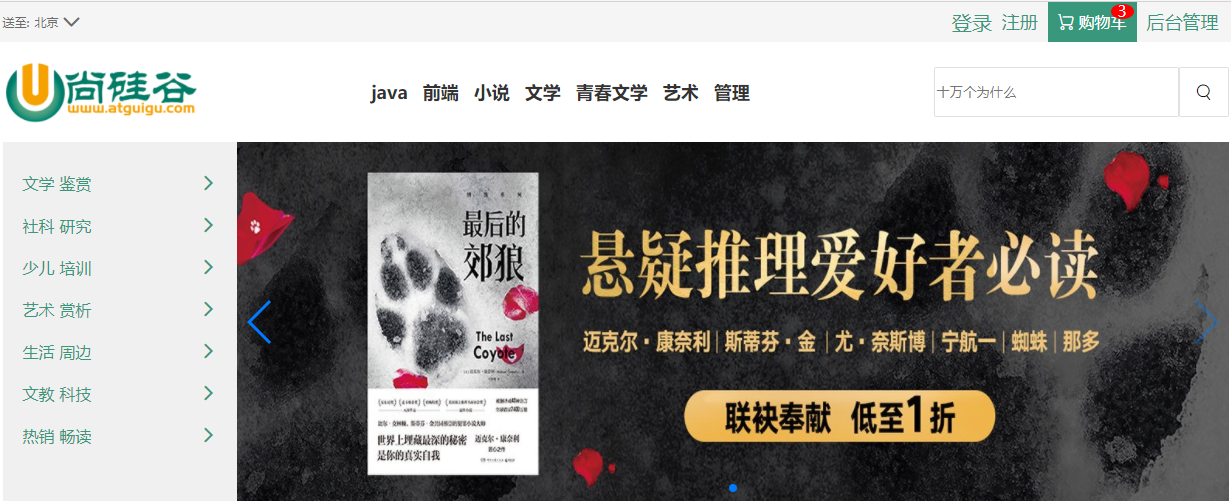 送至: 北京
登录 注册 购物车 3 后台管理
尚硅谷
www.atguigu.com
java 前端 小说 文学 青春文学 艺术 管理
十万个为什么
文学 鉴赏
社科 研究
少儿 培训
艺术 赏析
生活 周边
文教 科技
热销 畅读
最后的
郊狼
The Last
Coyote
世界上埋藏最深的秘密
是你的真实自我
迈克尔·康奈利
悬疑推理爱好者必读
迈克尔·康奈利|斯蒂芬·金|尤·奈斯博|宁航一|蜘蛛|那多
联袂奉献 低至1折